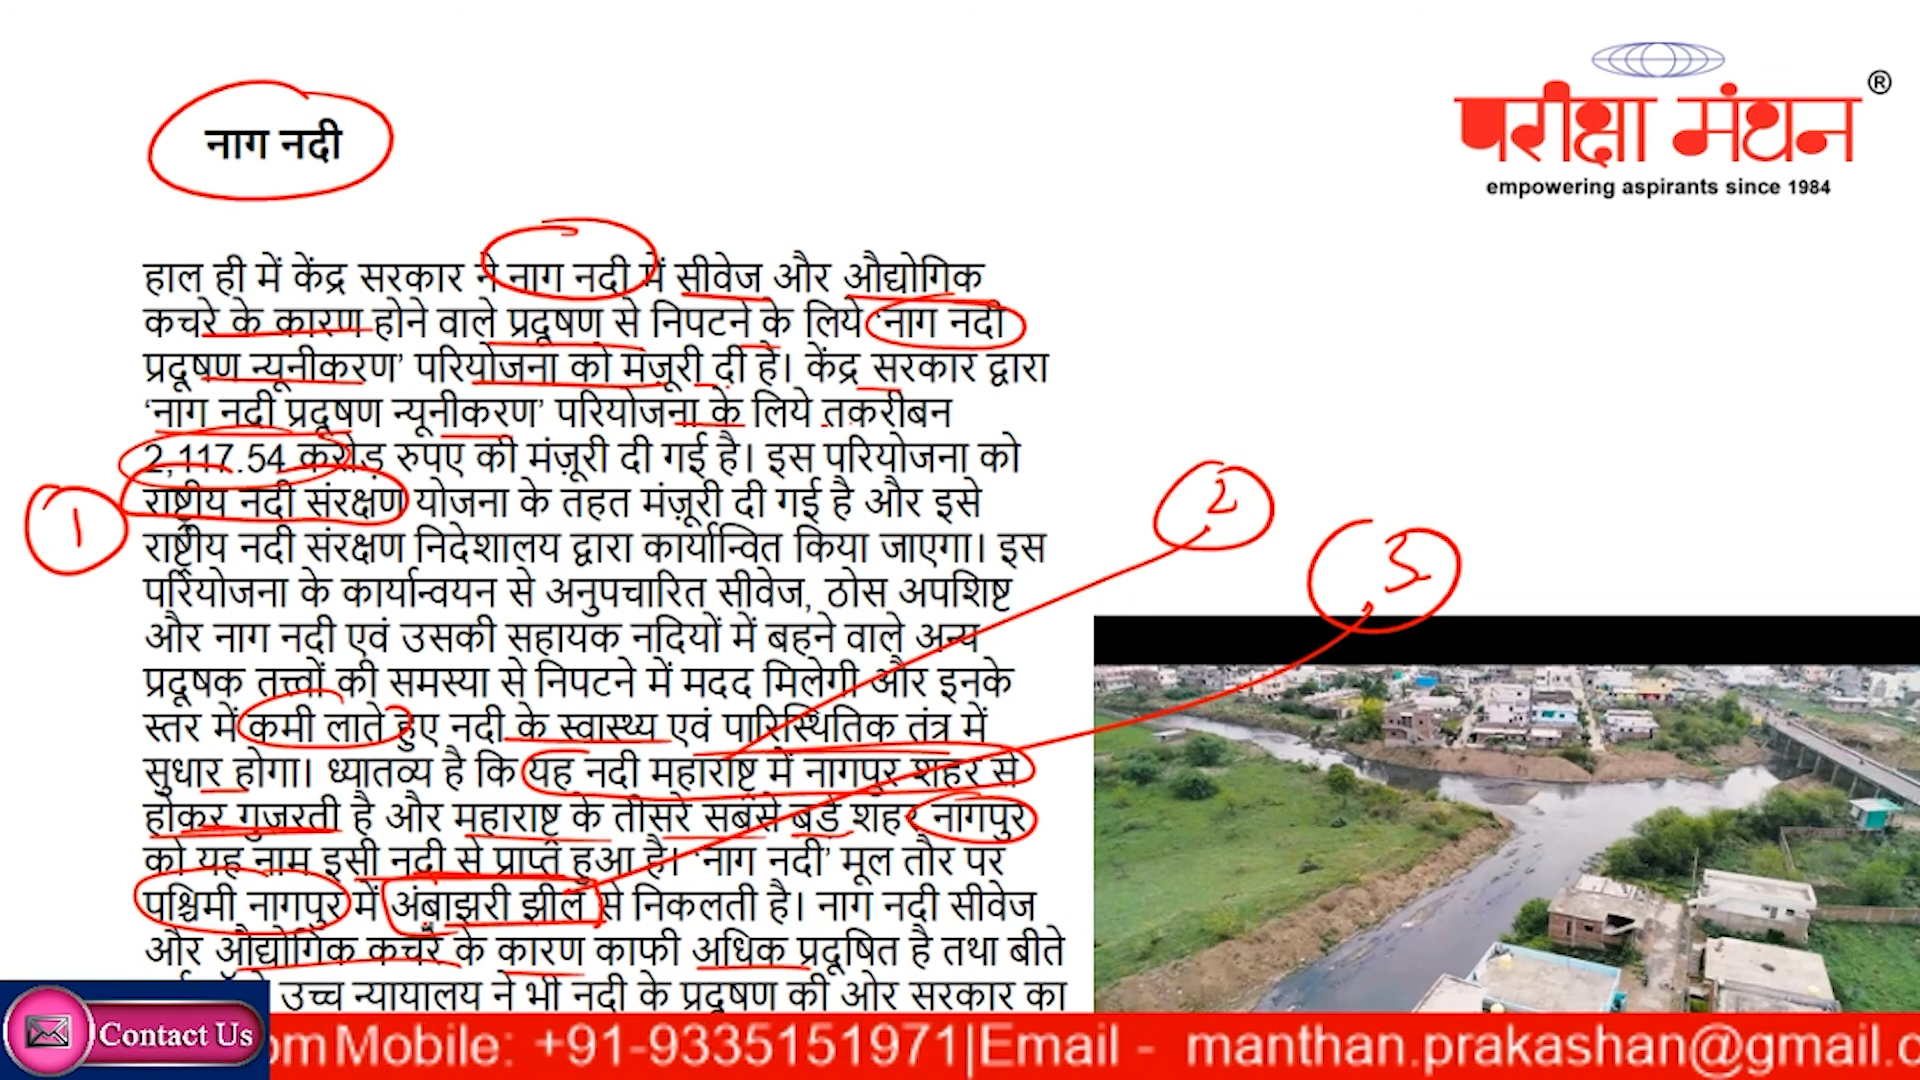 नाग नदी
परीक्षा मंथन ®
empowering aspirants since 1984
हाल ही में केंद्र सरकार ने नाग नदी में सीवेज और औद्योगिक
कचरे के कारण होने वाले प्रदूषण से निपटने के लिये ‘नाग नदी
प्रदूषण न्यूनीकरण’ परियोजना को मंज़ूरी दी है। केंद्र सरकार द्वारा
‘नाग नदी प्रदूषण न्यूनीकरण’ परियोजना के लिये तकरीबन
2,117.54 करोड़ रुपए की मंज़ूरी दी गई है। इस परियोजना को
राष्ट्रीय नदी संरक्षण योजना के तहत मंज़ूरी दी गई है और इसे
राष्ट्रीय नदी संरक्षण निदेशालय द्वारा कार्यान्वित किया जाएगा। इस
परियोजना के कार्यान्वयन से अनुपचारित सीवेज, ठोस अपशिष्ट
और नाग नदी एवं उसकी सहायक नदियों में बहने वाले अन्य
प्रदूषक तत्त्वों की समस्या से निपटने में मदद मिलेगी और इनके
स्तर में कमी लाते हुए नदी के स्वास्थ्य एवं पारिस्थितिक तंत्र में
सुधार होगा। ध्यातव्य है कि यह नदी महाराष्ट्र में नागपुर शहर से
होकर गुजरती है और महाराष्ट्र के तीसरे सबसे बड़े शहर नागपुर
को यह नाम इसी नदी से प्राप्त हुआ है। ‘नाग नदी’ मूल तौर पर
पश्चिमी नागपुर में अंबाझरी झील से निकलती है। नाग नदी सीवेज
और औद्योगिक कचरे के कारण काफी अधिक प्रदूषित है तथा बीते
उच्च न्यायालय ने भी नदी के प्रदूषण की ओर सरकार का
1
2
3
Contact Us
om Mobile: +91-9335151971|Email - manthan.prakashan@gmail.c